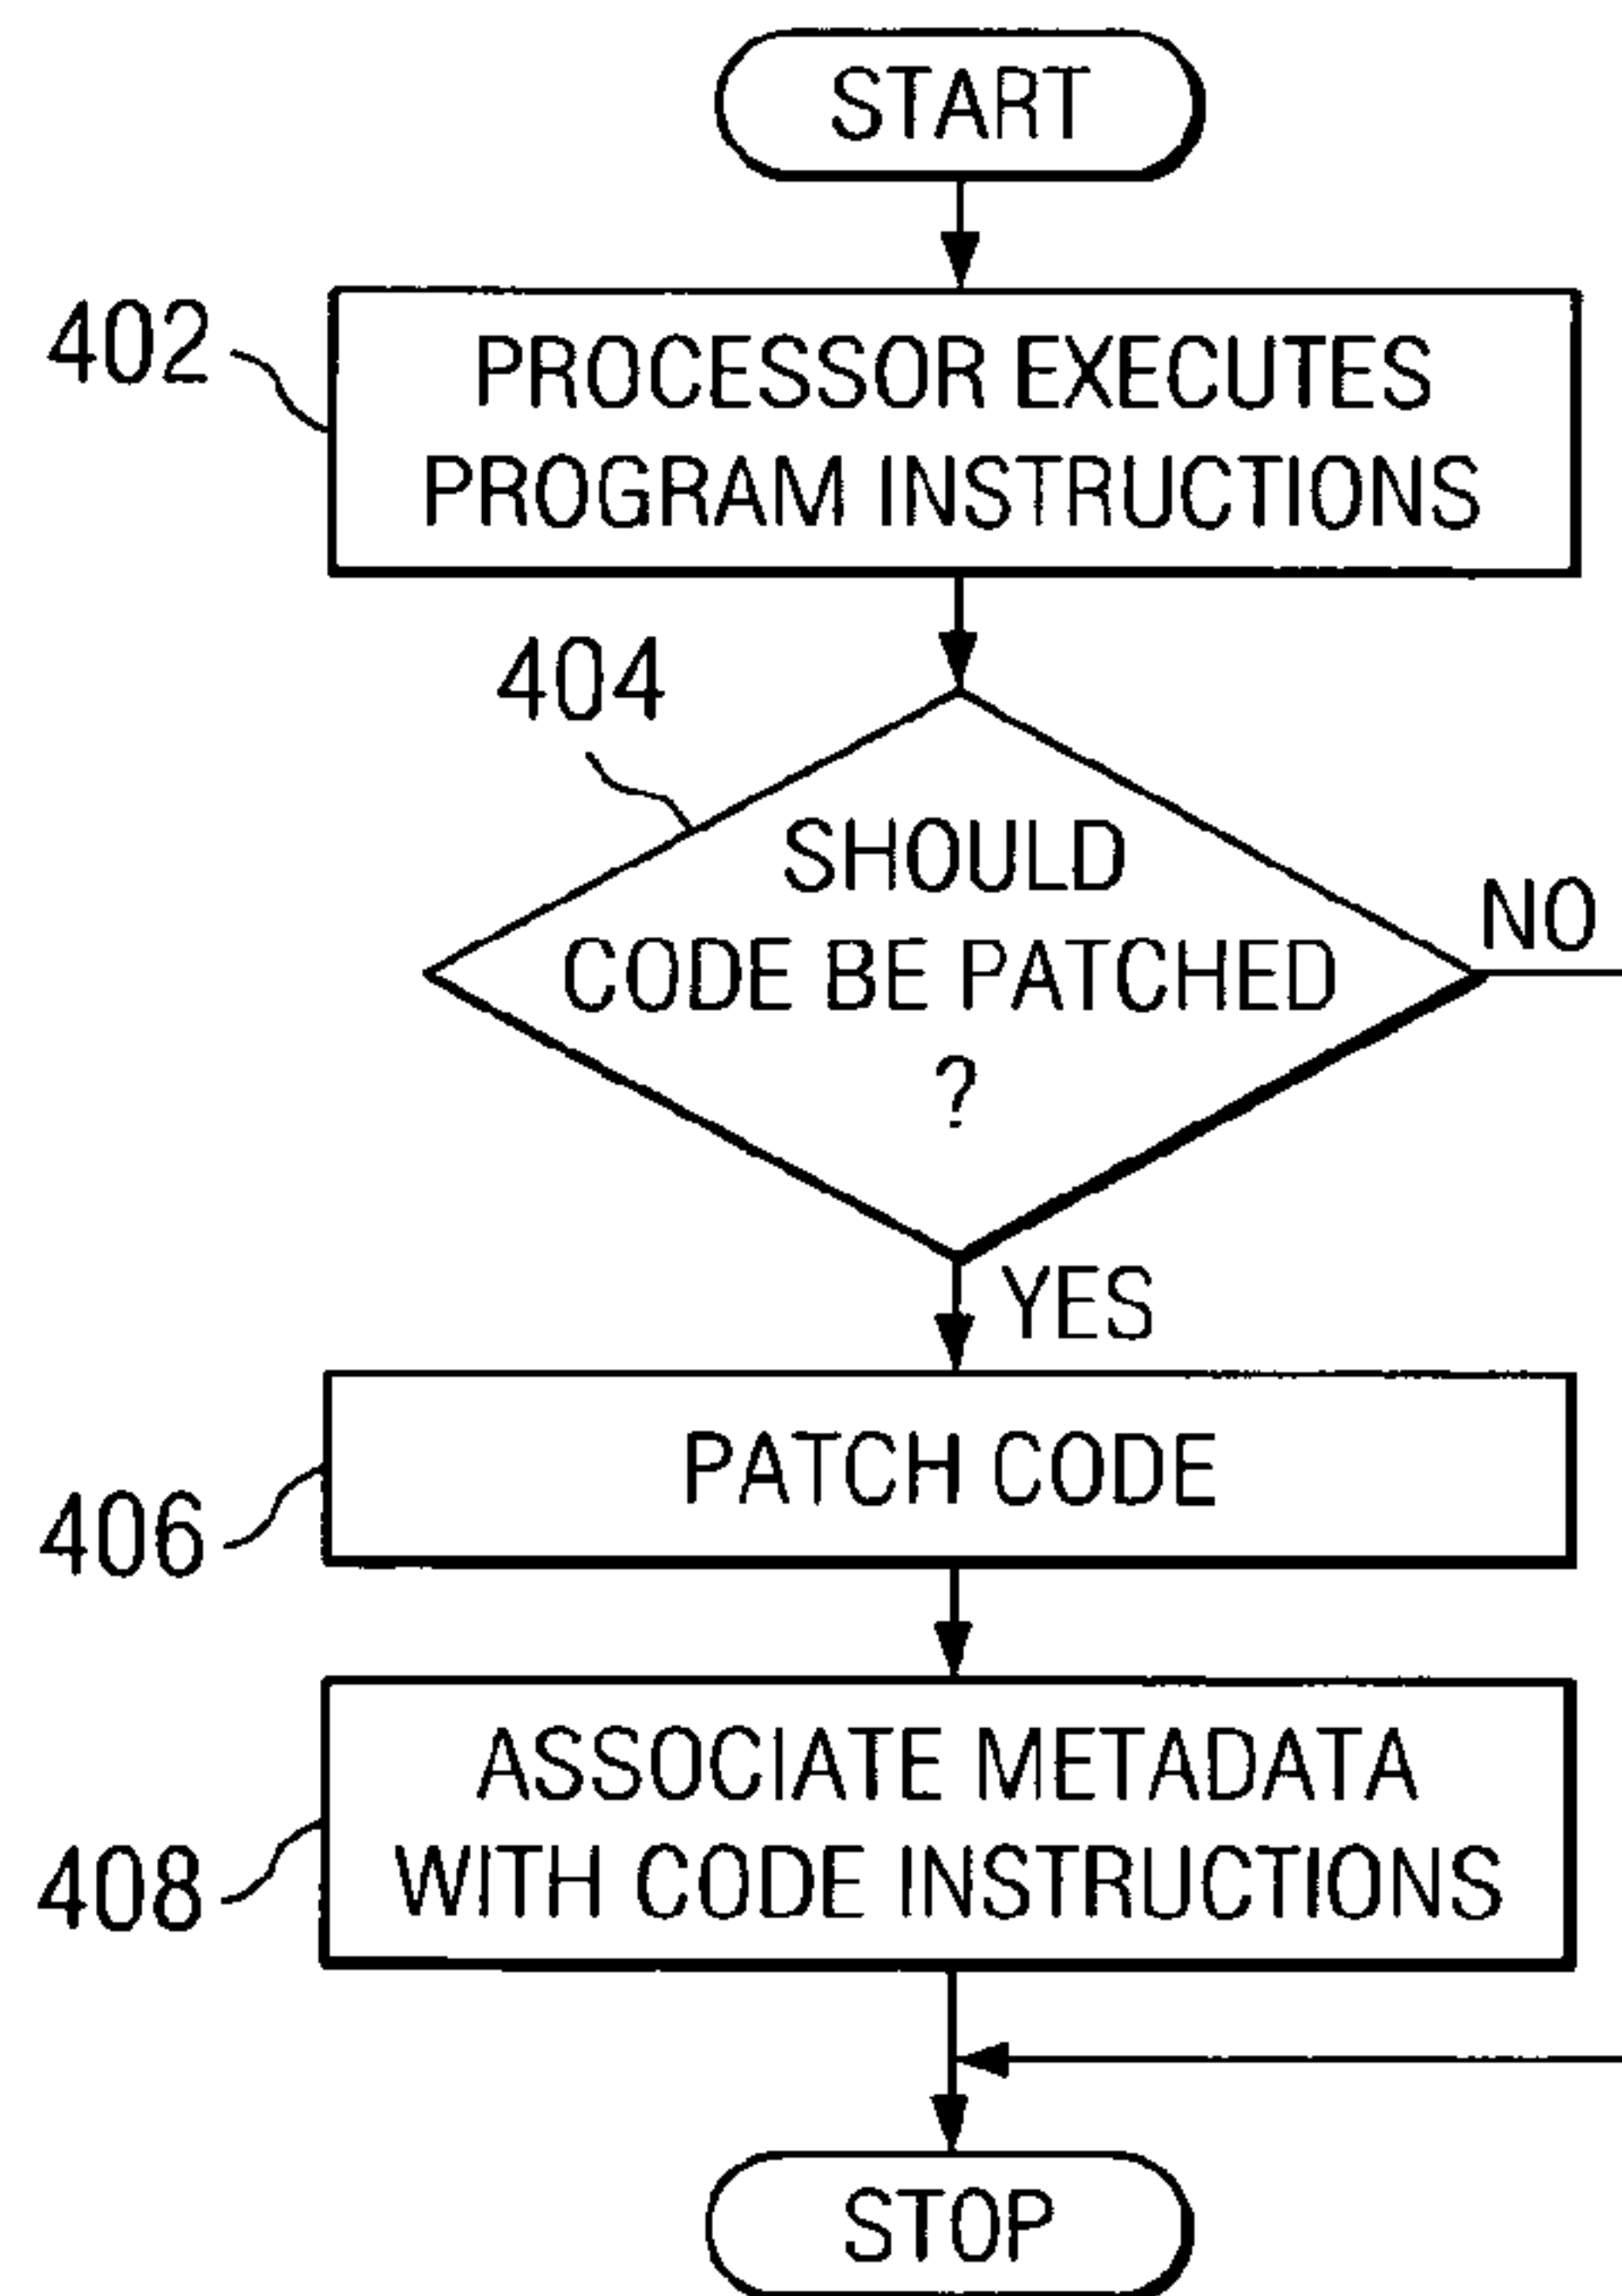 START
402
PROCESSOR EXECUTES
PROGRAM INSTRUCTIONS
404
SHOULD
CODE BE PATCHED
?
NO
YES
406
PATCH CODE
408
ASSOCIATE METADATA
WITH CODE INSTRUCTIONS
STOP